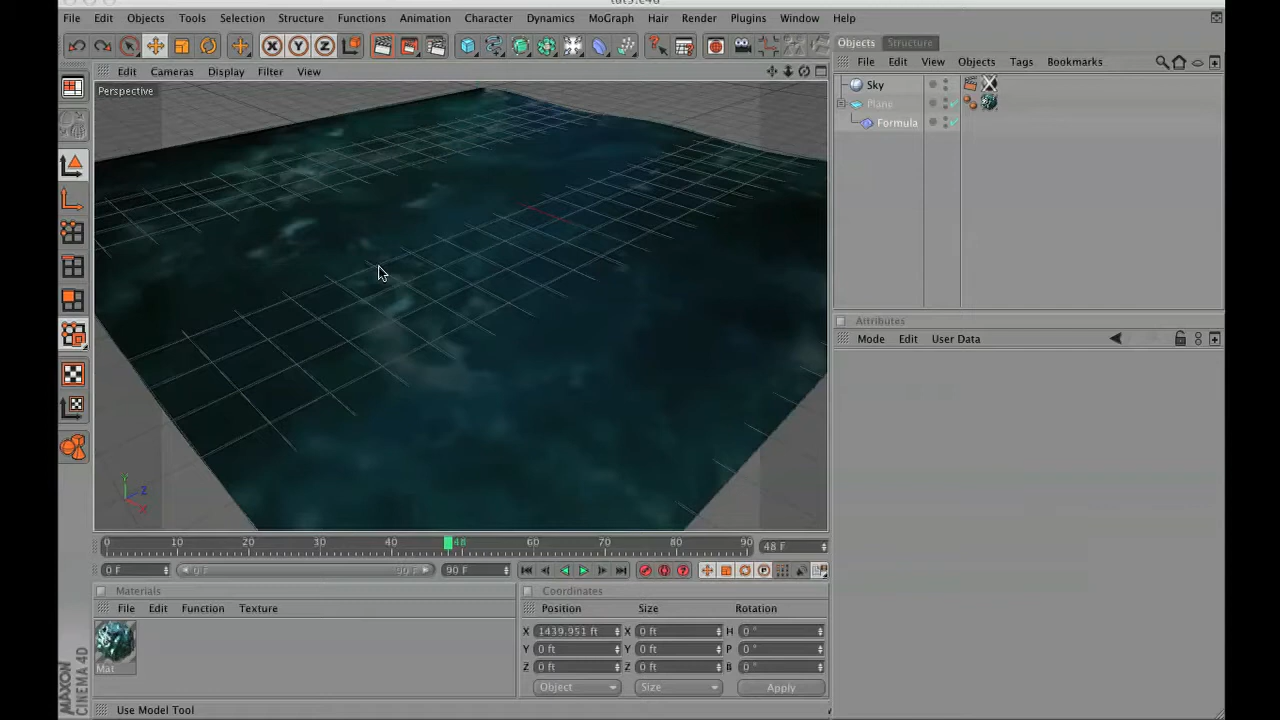 File Edit Objects Tools Selection Structure Functions Animation Character Dynamics MoGraph Hair Render Plugins Window Help
Objects Structure
File Edit View Objects Tags Bookmarks
Edit Cameras Display Filter View
Perspective
Sky
Plane
Formula
Attributes
Mode Edit User Data
Y
Z
X
0 10 20 30 40 48 60 70 80 90
48 F
0 F 0 F 90 F 90 F
Materials
File Edit Function Texture
Mat
Coordinates
Position Size Rotation
X 1439.951 ft X 0 ft H 0 °
Y 0 ft Y 0 ft P 0 °
Z 0 ft Z 0 ft B 0 °
Object Size Apply
MAXON
CINEMA 4D
Use Model Tool